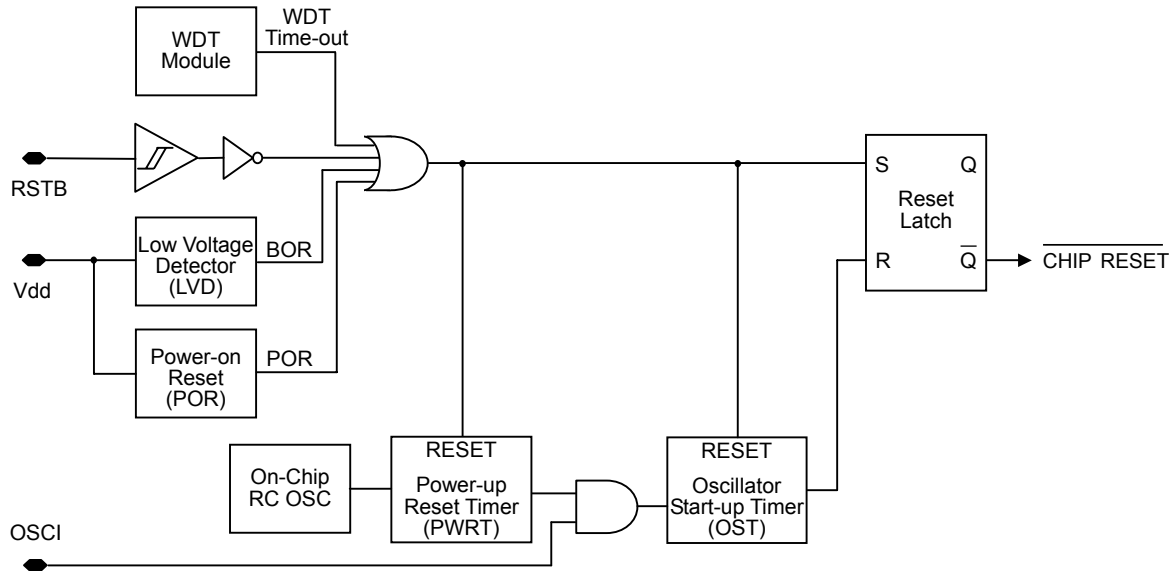 WDT
Module
WDT
Time-out
RSTB
Low Voltage
Detector
(LVD)
BOR
Vdd
Power-on
Reset
(POR)
POR
S
Q
Reset
Latch
R
Q
CHIP RESET
On-Chip
RC OSC
RESET
Power-up
Reset Timer
(PWRT)
RESET
Oscillator
Start-up Timer
(OST)
OSCI